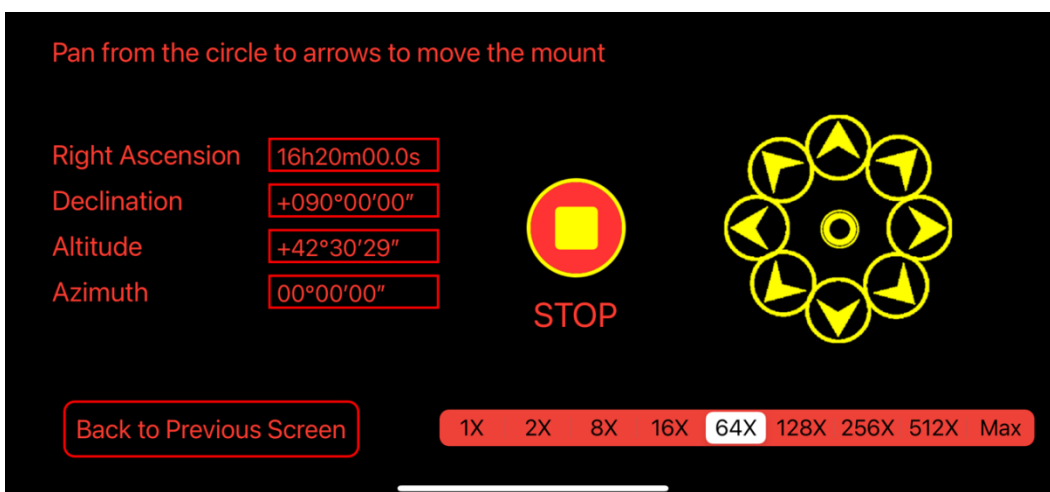 Pan from the circle to arrows to move the mount
Right Ascension 16h20m00.0s
Declination +090°00′00″
Altitude +42°30′29″
Azimuth 00°00′00″
STOP
Back to Previous Screen
1X 2X 8X 16X 64X 128X 256X 512X Max